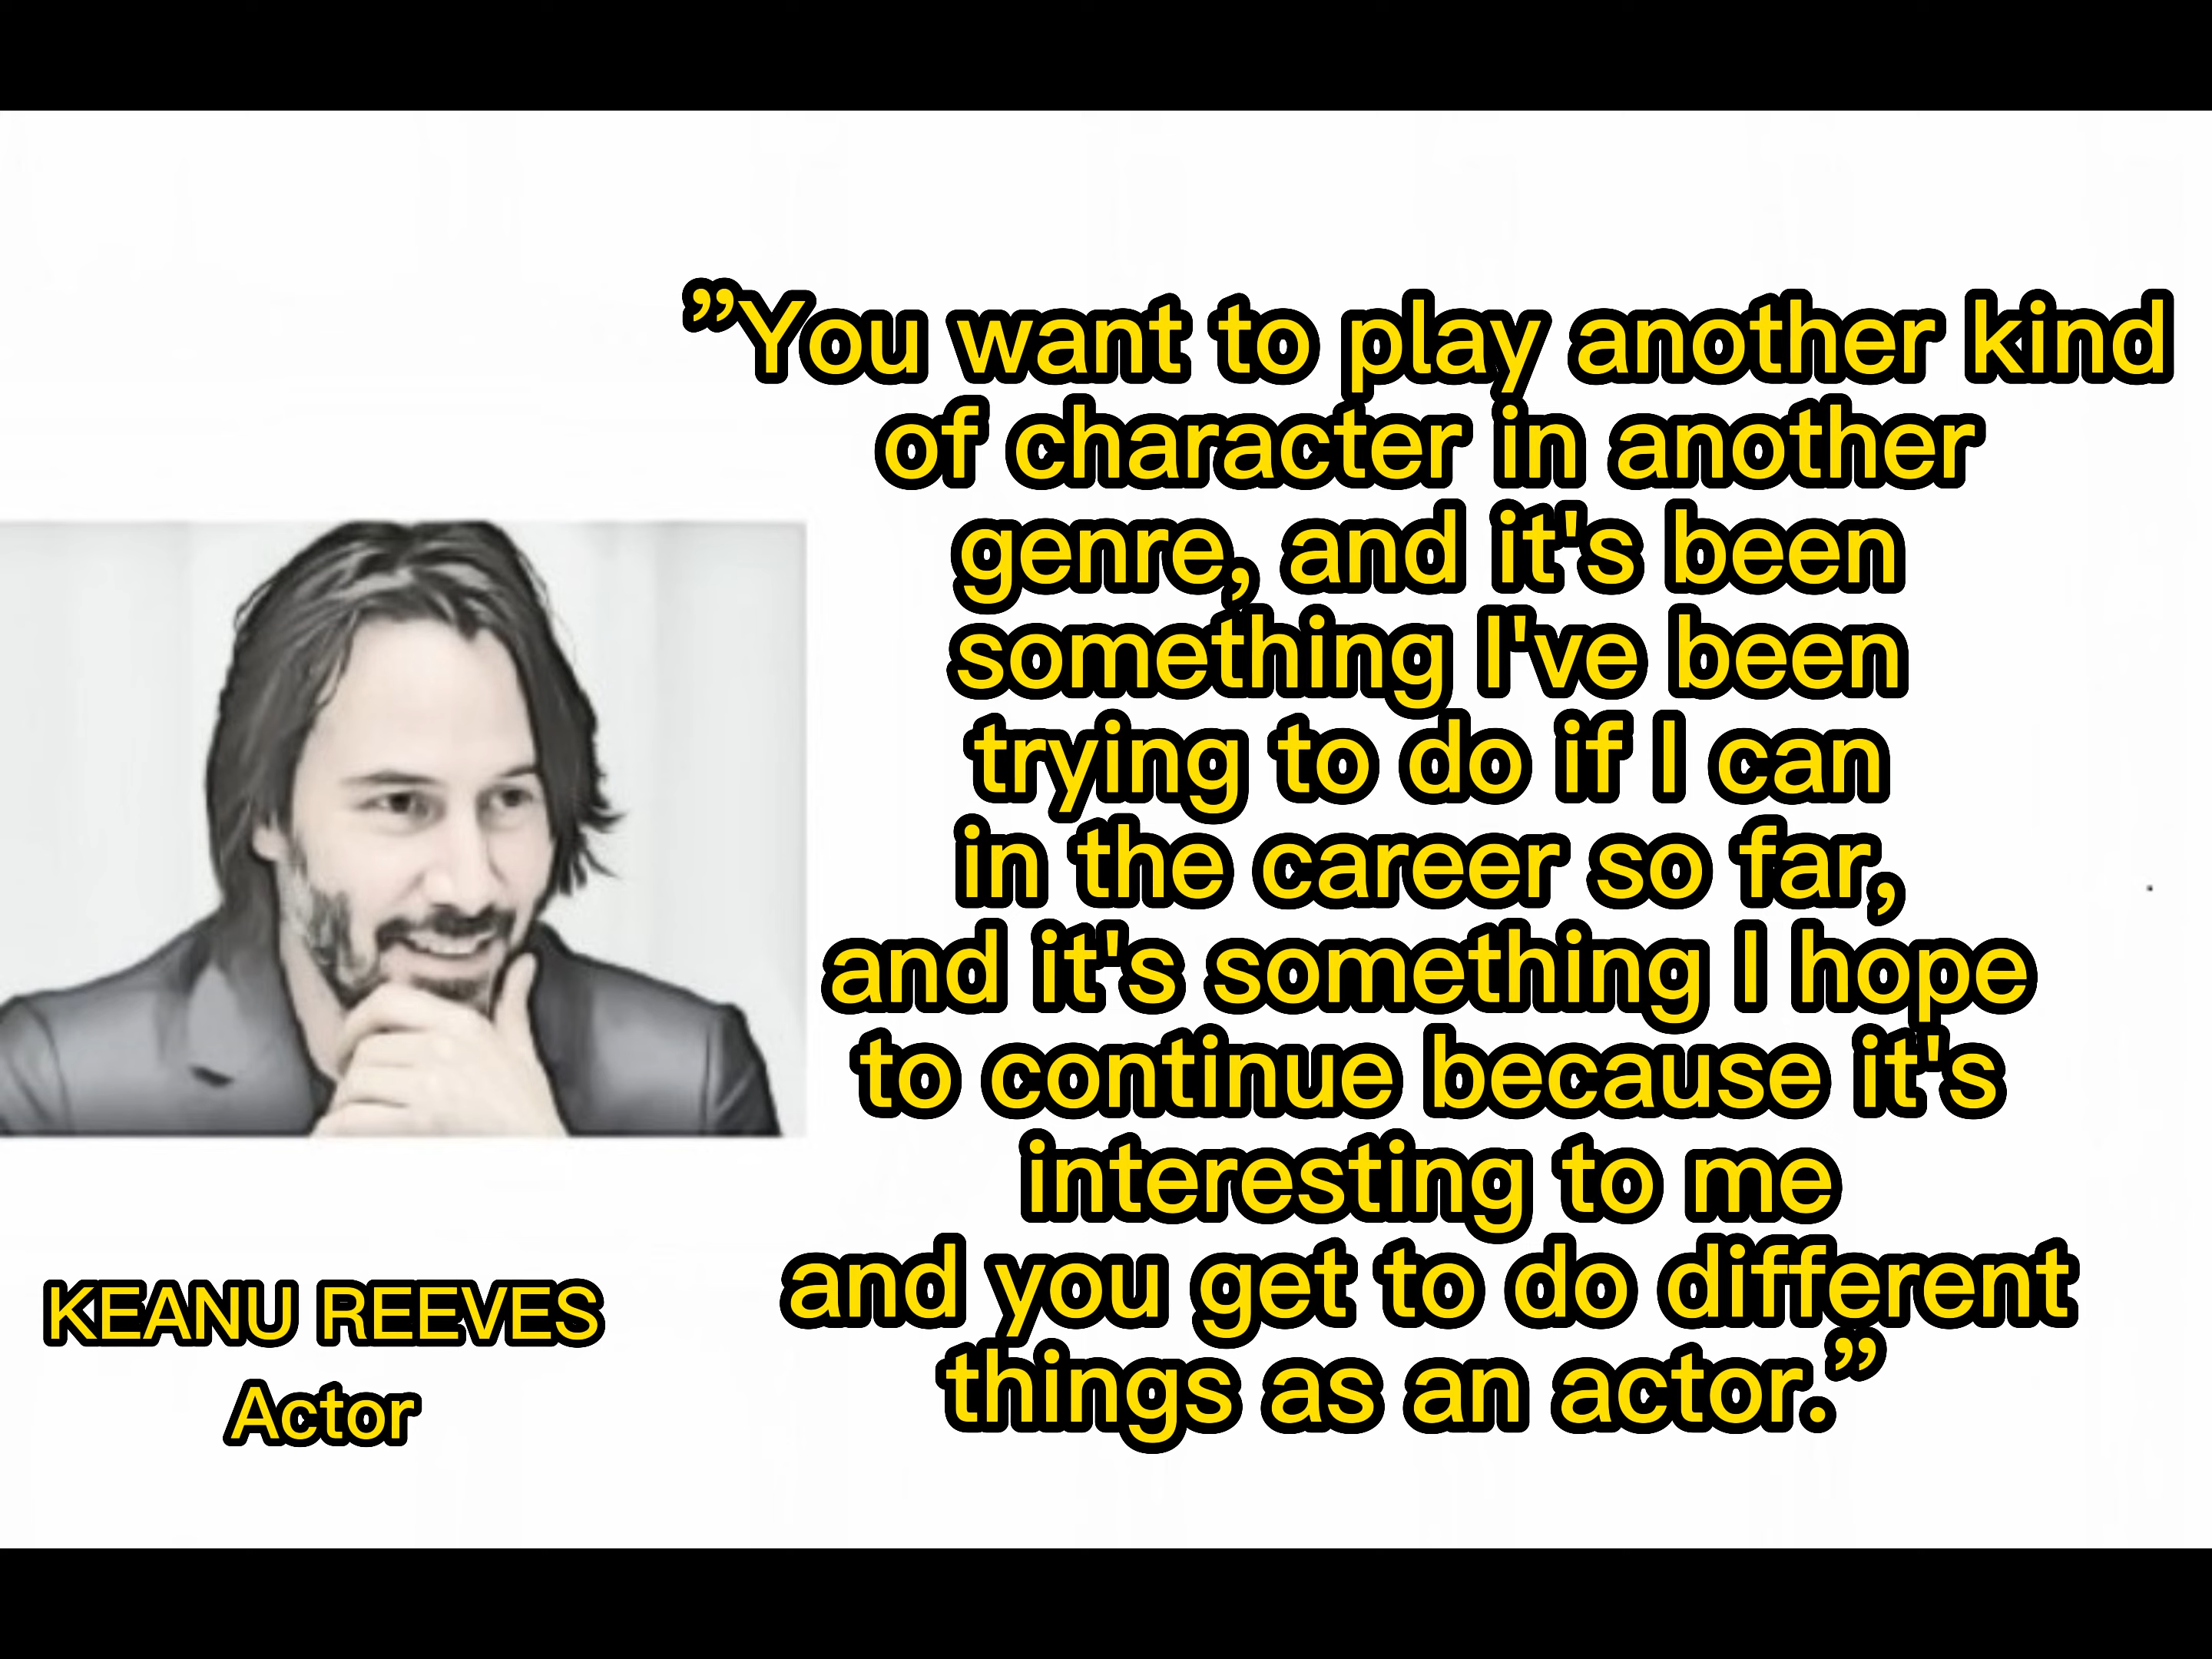 ”You want to play another kind
of character in another
genre, and it's been
something I've been
trying to do if I can
in the career so far,
and it's something I hope
to continue because it's
interesting to me
and you get to do different
things as an actor.”
KEANU REEVES
Actor